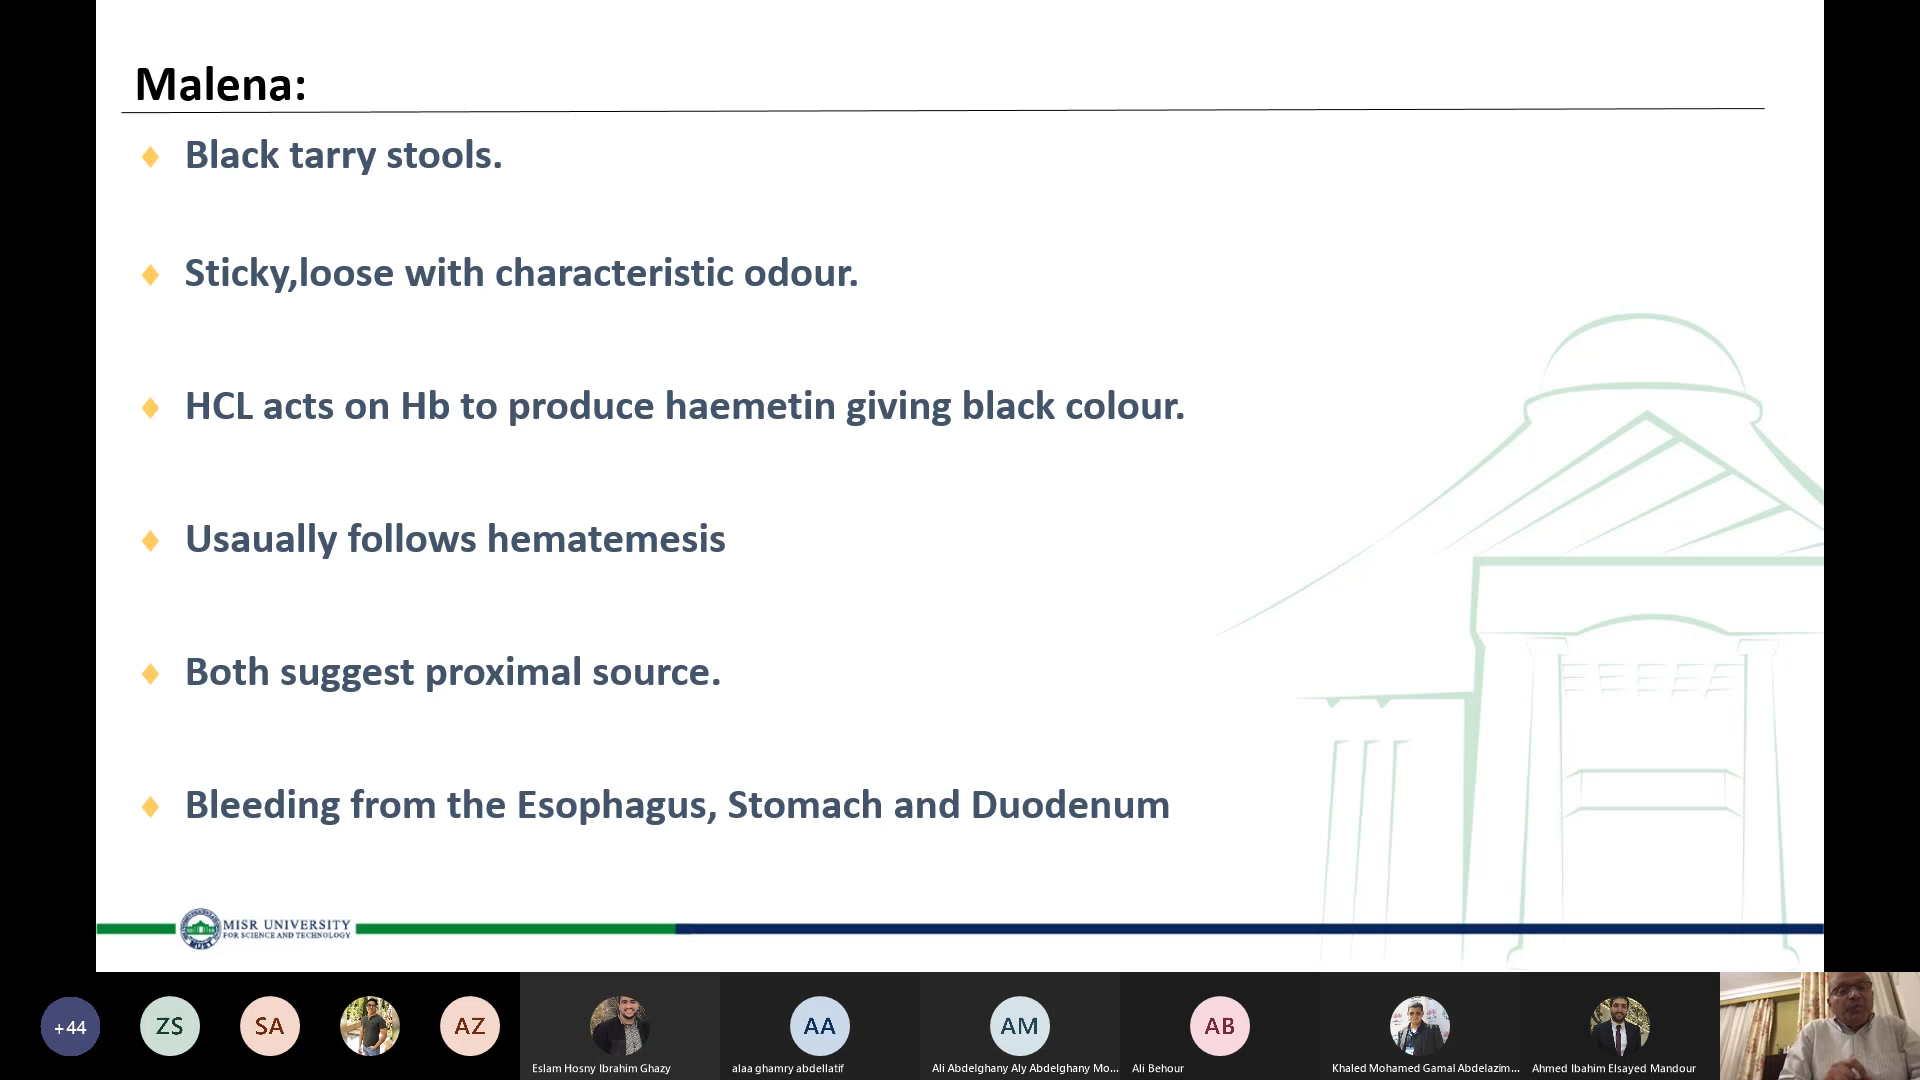 Malena:
Black tarry stools.
Sticky,loose with characteristic odour.
HCL acts on Hb to produce haemetin giving black colour.
Usaually follows hematemesis
Both suggest proximal source.
Bleeding from the Esophagus, Stomach and Duodenum
MISR UNIVERSITY
FOR SCIENCE AND TECHNOLOGY
MUST
+44
ZS
SA
AZ
AA
AM
AB
Eslam Hosny Ibrahim Ghazy
alaa ghamry abdellatif
Ali Abdelghany Aly Abdelghany Mo...
Ali Behour
Khaled Mohamed Gamal Abdelazim...
Ahmed Ibahim Elsayed Mandour